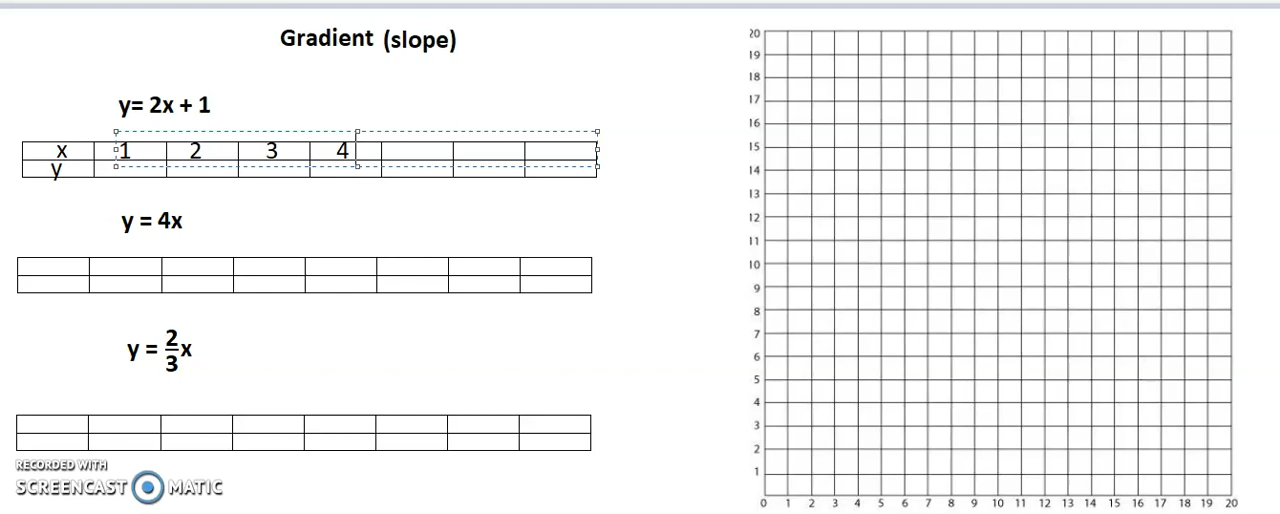 Gradient (slope)
y= 2x + 1
x 1 2 3 4
y
y = 4x
y = 2/3 x
RECORDED WITH
SCREENCAST MATIC
20
19
18
17
16
15
14
13
12
11
10
9
8
7
6
5
4
3
2
1
0 1 2 3 4 5 6 7 8 9 10 11 12 13 14 15 16 17 18 19 20